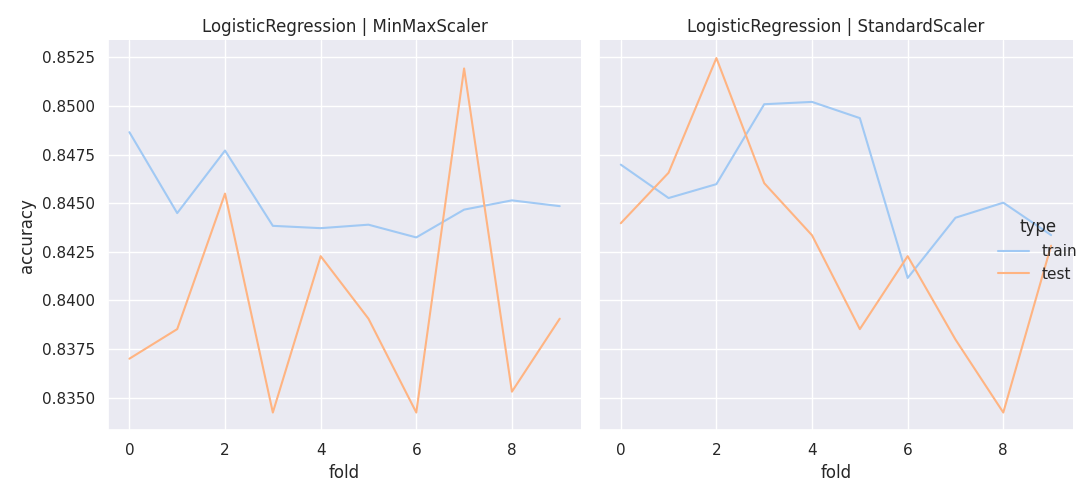 LogisticRegression | MinMaxScaler
LogisticRegression | StandardScaler
accuracy
0.8525
0.8500
0.8475
0.8450
0.8425
0.8400
0.8375
0.8350
0 2 4 6 8
fold
0 2 4 6 8
fold
type
train
test